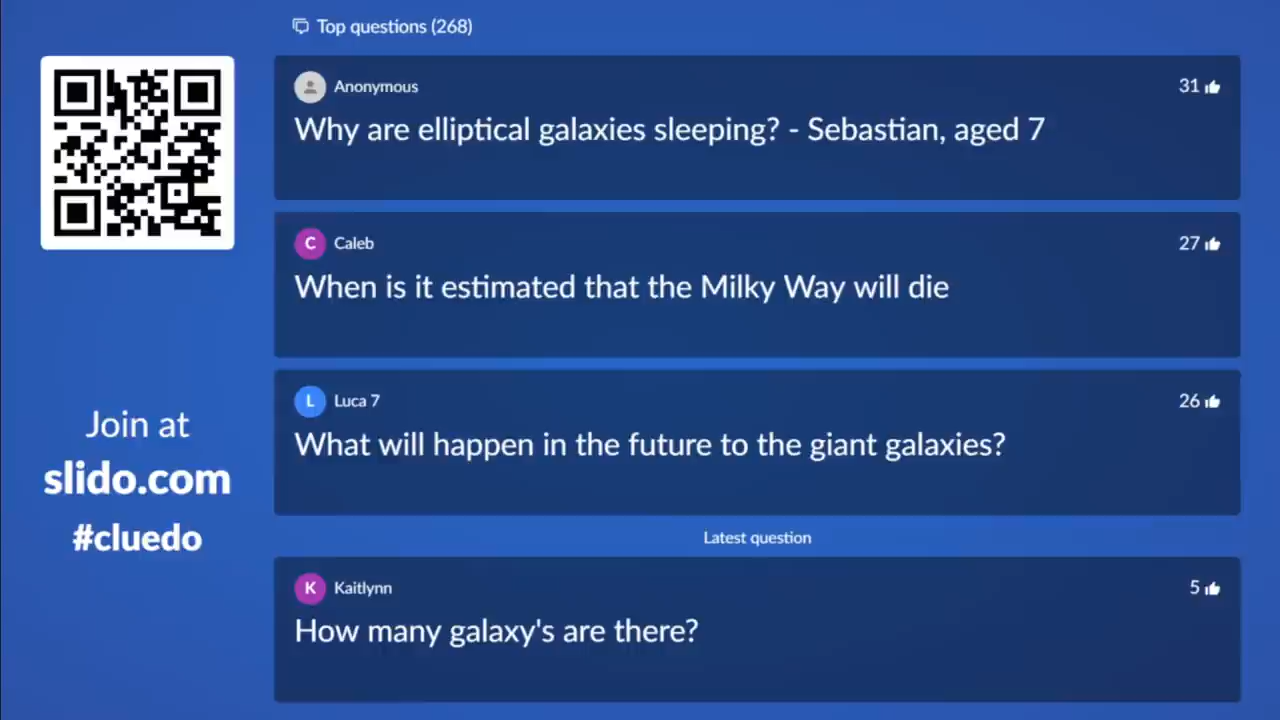 Top questions (268)
Anonymous
31
Why are elliptical galaxies sleeping? - Sebastian, aged 7
C
Caleb
27
When is it estimated that the Milky Way will die
L
Luca 7
26
What will happen in the future to the giant galaxies?
Join at
slido.com
#cluedo
Latest question
K
Kaitlynn
5
How many galaxy's are there?